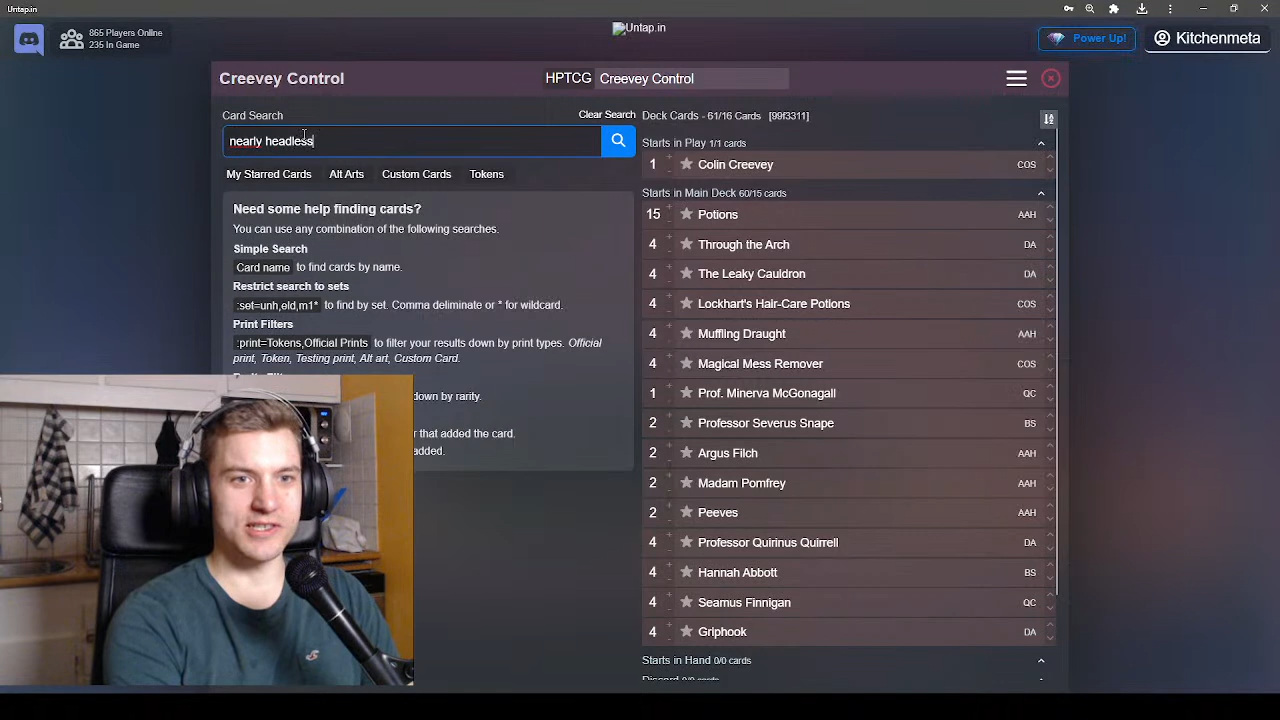 Untap.in
865 Players Online
235 In Game
Untap.in
Power Up!
Kitchenmeta
Creevey Control
HPTCG Creevey Control
Card Search
Clear Search
nearly headless
My Starred Cards Alt Arts Custom Cards Tokens
Need some help finding cards?
You can use any combination of the following searches.
Simple Search
Card name to find cards by name.
Restrict search to sets
:set=unh,eld,m1* to find by set. Comma deliminate or * for wildcard.
Print Filters
:print=Tokens,Official Prints to filter your results down by print types. Official
print, Token, Testing print, Alt art, Custom Card.
down by rarity.
that added the card.
added.
Deck Cards - 61/16 Cards [99f3311]
Starts in Play 1/1 cards
1 Colin Creevey COS
Starts in Main Deck 60/15 cards
15 Potions AAH
4 Through the Arch DA
4 The Leaky Cauldron DA
4 Lockhart's Hair-Care Potions COS
4 Muffling Draught AAH
4 Magical Mess Remover COS
1 Prof. Minerva McGonagall QC
2 Professor Severus Snape BS
2 Argus Filch AAH
2 Madam Pomfrey AAH
2 Peeves AAH
4 Professor Quirinus Quirrell DA
4 Hannah Abbott BS
4 Seamus Finnigan QC
4 Griphook DA
Starts in Hand 0/0 cards